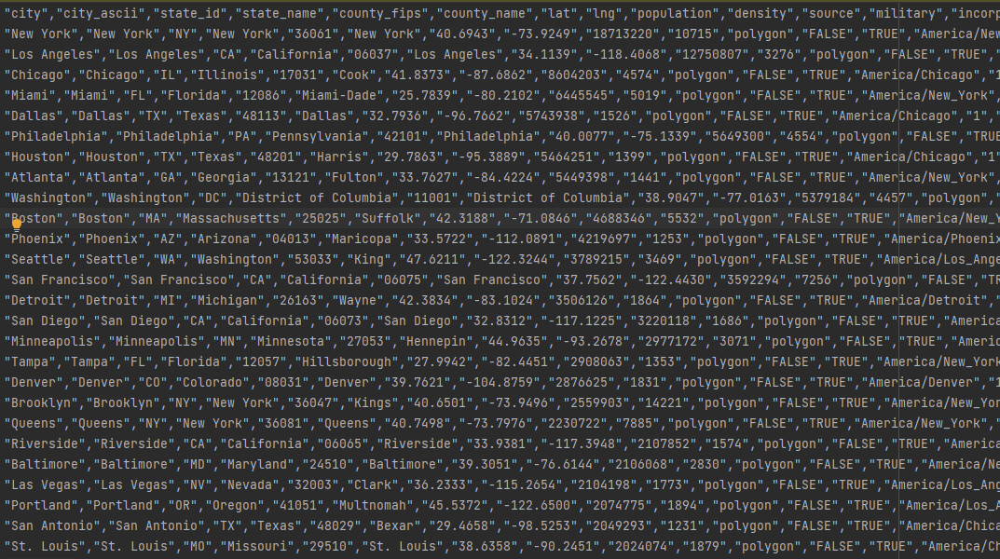 "city","city_ascii","state_id","state_name","county_fips","county_name","lat","lng","population","density","source","military","incorp
"New York","New York","NY","New York","36061","New York","40.6943","-73.9249","18713220","10715","polygon","FALSE","TRUE","America/New
"Los Angeles","Los Angeles","CA","California","06037","Los Angeles","34.1139","-118.4068","12750807","3276","polygon","FALSE","TRUE","
"Chicago","Chicago","IL","Illinois","17031","Cook","41.8373","-87.6862","8604203","4574","polygon","FALSE","TRUE","America/Chicago","1
"Miami","Miami","FL","Florida","12086","Miami-Dade","25.7839","-80.2102","6445545","5019","polygon","FALSE","TRUE","America/New_York",
"Dallas","Dallas","TX","Texas","48113","Dallas","32.7936","-96.7662","5743938","1526","polygon","FALSE","TRUE","America/Chicago","1","
"Philadelphia","Philadelphia","PA","Pennsylvania","42101","Philadelphia","40.0077","-75.1339","5649300","4554","polygon","FALSE","TRUE
"Houston","Houston","TX","Texas","48201","Harris","29.7863","-95.3889","5464251","1399","polygon","FALSE","TRUE","America/Chicago","1"
"Atlanta","Atlanta","GA","Georgia","13121","Fulton","33.7627","-84.4224","5449398","1441","polygon","FALSE","TRUE","America/New_York",
"Washington","Washington","DC","District of Columbia","11001","District of Columbia","38.9047","-77.0163","5379184","4457","polygon","
"Boston","Boston","MA","Massachusetts","25025","Suffolk","42.3188","-71.0846","4688346","5532","polygon","FALSE","TRUE","America/New_Y
"Phoenix","Phoenix","AZ","Arizona","04013","Maricopa","33.5722","-112.0891","4219697","1253","polygon","FALSE","TRUE","America/Phoenix
"Seattle","Seattle","WA","Washington","53033","King","47.6211","-122.3244","3789215","3469","polygon","FALSE","TRUE","America/Los_Ange
"San Francisco","San Francisco","CA","California","06075","San Francisco","37.7562","-122.4430","3592294","7256","polygon","FALSE","TR
"Detroit","Detroit","MI","Michigan","26163","Wayne","42.3834","-83.1024","3506126","1864","polygon","FALSE","TRUE","America/Detroit","
"San Diego","San Diego","CA","California","06073","San Diego","32.8312","-117.1225","3220118","1686","polygon","FALSE","TRUE","America
"Minneapolis","Minneapolis","MN","Minnesota","27053","Hennepin","44.9635","-93.2678","2977172","3071","polygon","FALSE","TRUE","Americ
"Tampa","Tampa","FL","Florida","12057","Hillsborough","27.9942","-82.4451","2908063","1353","polygon","FALSE","TRUE","America/New_York
"Denver","Denver","CO","Colorado","08031","Denver","39.7621","-104.8759","2876625","1831","polygon","FALSE","TRUE","America/Denver","1
"Brooklyn","Brooklyn","NY","New York","36047","Kings","40.6501","-73.9496","2559903","14221","polygon","FALSE","TRUE","America/New_Yor
"Queens","Queens","NY","New York","36081","Queens","40.7498","-73.7976","2230722","7885","polygon","FALSE","TRUE","America/New_York","
"Riverside","Riverside","CA","California","06065","Riverside","33.9381","-117.3948","2107852","1574","polygon","FALSE","TRUE","America
"Baltimore","Baltimore","MD","Maryland","24510","Baltimore","39.3051","-76.6144","2106068","2830","polygon","FALSE","TRUE","America/Ne
"Las Vegas","Las Vegas","NV","Nevada","32003","Clark","36.2333","-115.2654","2104198","1773","polygon","FALSE","TRUE","America/Los_Ang
"Portland","Portland","OR","Oregon","41051","Multnomah","45.5372","-122.6500","2074775","1894","polygon","FALSE","TRUE","America/Los_A
"San Antonio","San Antonio","TX","Texas","48029","Bexar","29.4658","-98.5253","2049293","1231","polygon","FALSE","TRUE","America/Chica
"St. Louis","St. Louis","MO","Missouri","29510","St. Louis","38.6358","-90.2451","2024074","1879","polygon","FALSE","TRUE","America/Ch